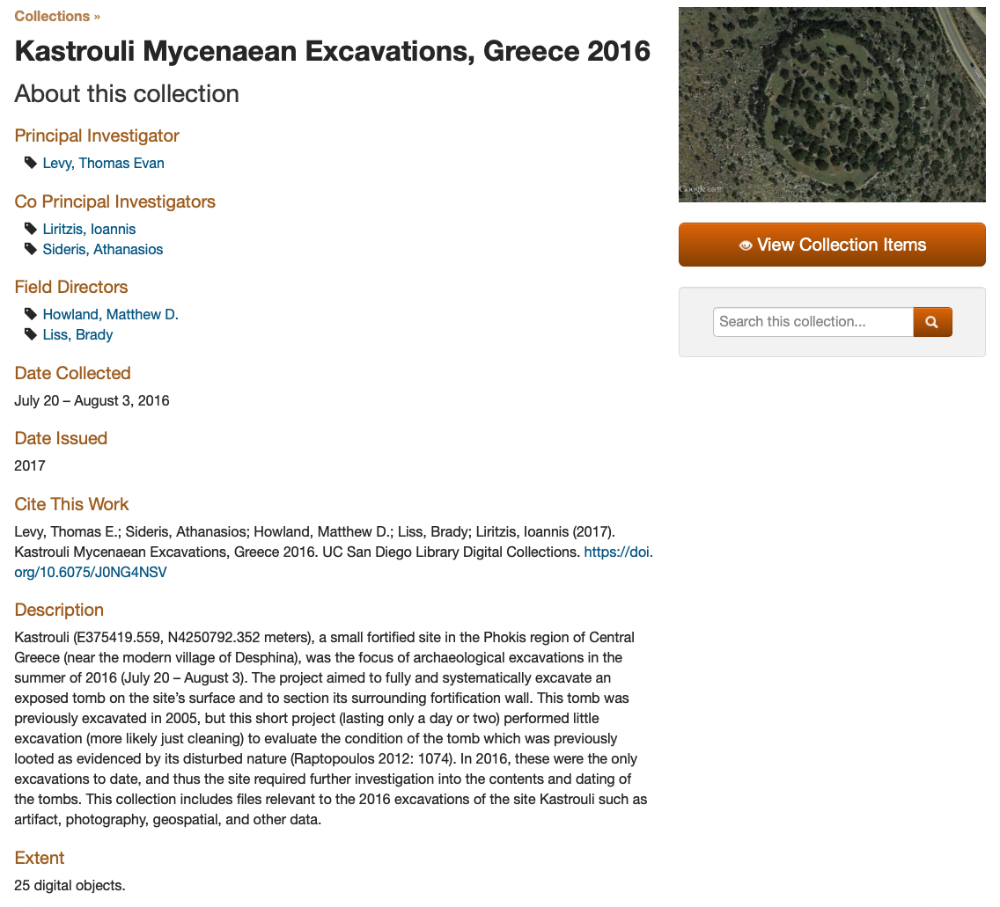 Collections »
Kastrouli Mycenaean Excavations, Greece 2016
About this collection
Principal Investigator
Levy, Thomas Evan
Co Principal Investigators
Liritzis, Ioannis
Sideris, Athanasios
Field Directors
Howland, Matthew D.
Liss, Brady
Date Collected
July 20 – August 3, 2016
Date Issued
2017
Cite This Work
Levy, Thomas E.; Sideris, Athanasios; Howland, Matthew D.; Liss, Brady; Liritzis, Ioannis (2017).
Kastrouli Mycenaean Excavations, Greece 2016. UC San Diego Library Digital Collections. https://doi.
org/10.6075/J0NG4NSV
Description
Kastrouli (E375419.559, N4250792.352 meters), a small fortified site in the Phokis region of Central
Greece (near the modern village of Desphina), was the focus of archaeological excavations in the
summer of 2016 (July 20 – August 3). The project aimed to fully and systematically excavate an
exposed tomb on the site’s surface and to section its surrounding fortification wall. This tomb was
previously excavated in 2005, but this short project (lasting only a day or two) performed little
excavation (more likely just cleaning) to evaluate the condition of the tomb which was previously
looted as evidenced by its disturbed nature (Raptopoulos 2012: 1074). In 2016, these were the only
excavations to date, and thus the site required further investigation into the contents and dating of
the tombs. This collection includes files relevant to the 2016 excavations of the site Kastrouli such as
artifact, photography, geospatial, and other data.
Extent
25 digital objects.
Google earth
View Collection Items
Search this collection...